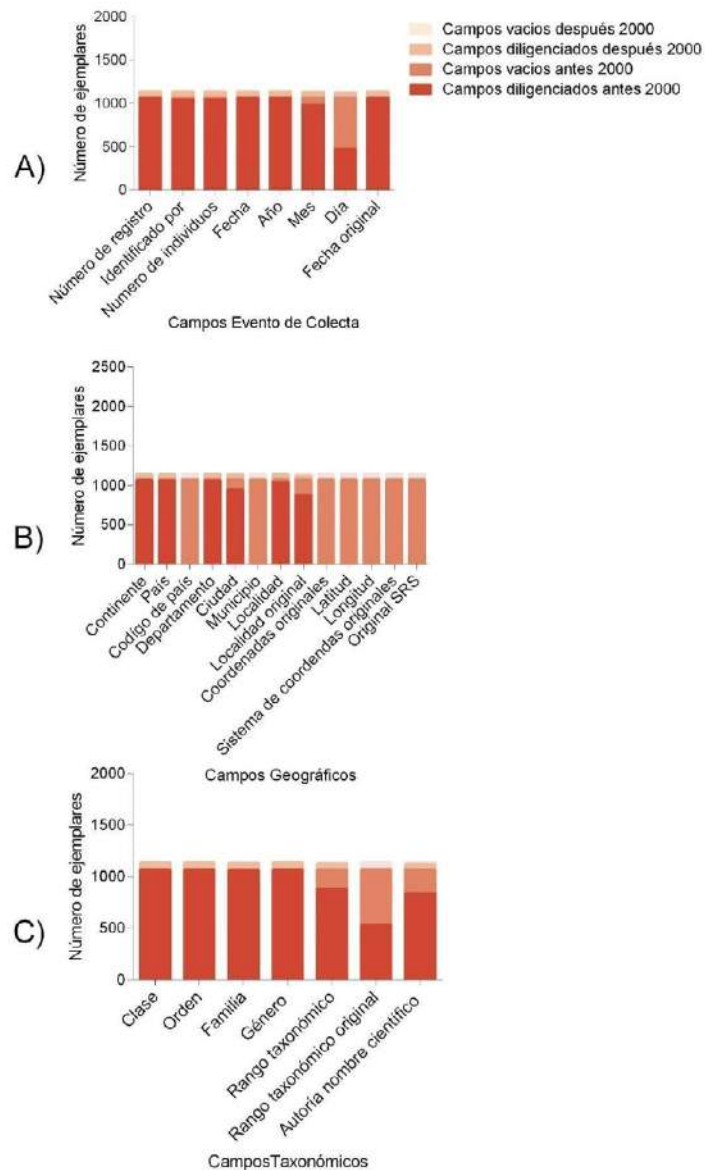 Campos vacios después 2000
Campos diligenciados después 2000
Campos vacios antes 2000
Campos diligenciados antes 2000
A)
Número de ejemplares
2000
1500
1000
500
0
Número de registro
Identificado por
Numero de individuos
Fecha
Año
Mes
Día
Fecha original
Campos Evento de Colecta
B)
Número de ejemplares
2500
2000
1500
1000
500
0
Continente
País
Codígo de país
Departamento
Ciudad
Municipio
Localidad
Localidad original
Coordenadas originales
Latitud
Longitud
Sistema de coordendas originales
Original SRS
Campos Geográficos
C)
Número de ejemplares
2000
1500
1000
500
0
Clase
Orden
Familia
Género
Rango taxonómico
Rango taxonómico original
Autoría nombre científico
CamposTaxonómicos